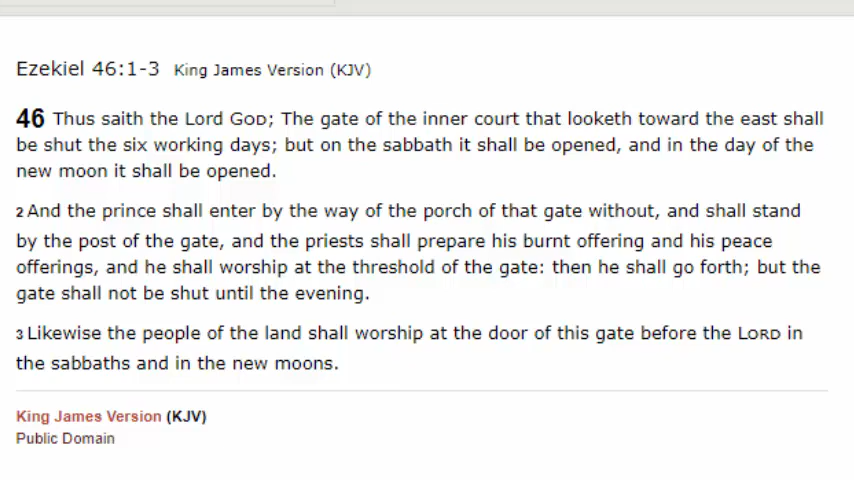 Ezekiel 46:1-3 King James Version (KJV)
46 Thus saith the Lord GOD; The gate of the inner court that looketh toward the east shall
be shut the six working days; but on the sabbath it shall be opened, and in the day of the
new moon it shall be opened.
2 And the prince shall enter by the way of the porch of that gate without, and shall stand
by the post of the gate, and the priests shall prepare his burnt offering and his peace
offerings, and he shall worship at the threshold of the gate: then he shall go forth; but the
gate shall not be shut until the evening.
3 Likewise the people of the land shall worship at the door of this gate before the LORD in
the sabbaths and in the new moons.
King James Version (KJV)
Public Domain